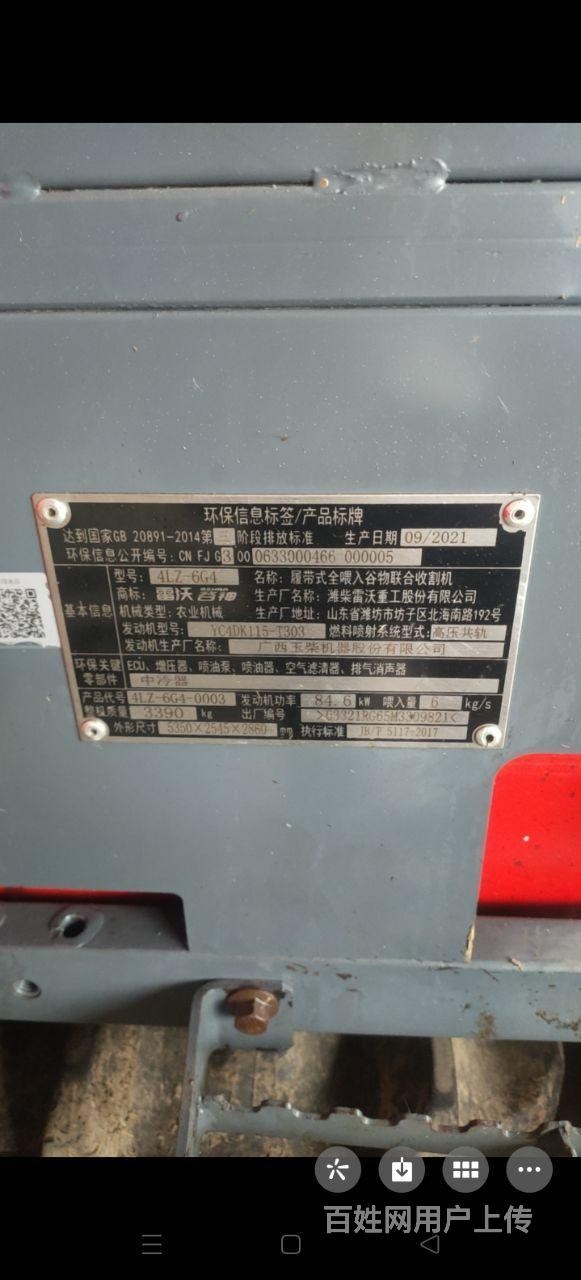 环保信息标签/产品标牌
达到国家GB 20891-2014第三阶段排放标准 生产日期 09/2021
环保信息公开编号: CN FJ G3 00 0633000466 000005
基本信息
型号: 4LZ-6G4 名称: 履带式全喂入谷物联合收割机
商标: 雷沃谷神 生产厂名称: 潍柴雷沃重工股份有限公司
机械类型: 农业机械 生产厂地址: 山东省潍坊市坊子区北海南路192号
发动机型号: YC4DK115-T303 燃料喷射系统型式: 高压共轨
发动机生产厂名称: 广西玉柴机器股份有限公司
环保关键零部件 ECU、增压器、喷油泵、喷油器、空气滤清器、排气消声器
中冷器
产品代号 4LZ-6G4-0003 发动机功率 84.6 kW 喂入量 6 kg/s
整机质量 3390 kg 出厂编号 >G9321RG65M3309821<
外形尺寸 5350×2545×2860 mm 执行标准 JB/T 5117-2017
百姓网用户上传